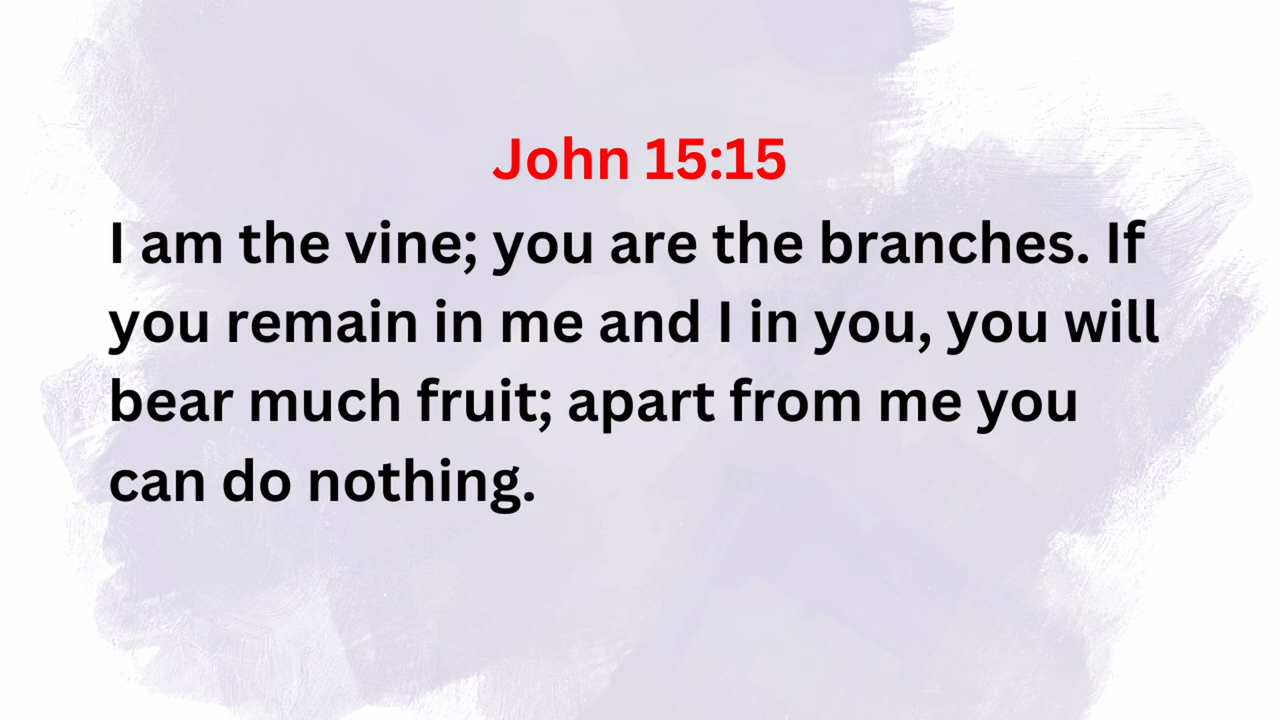 John 15:15
I am the vine; you are the branches. If
you remain in me and I in you, you will
bear much fruit; apart from me you
can do nothing.